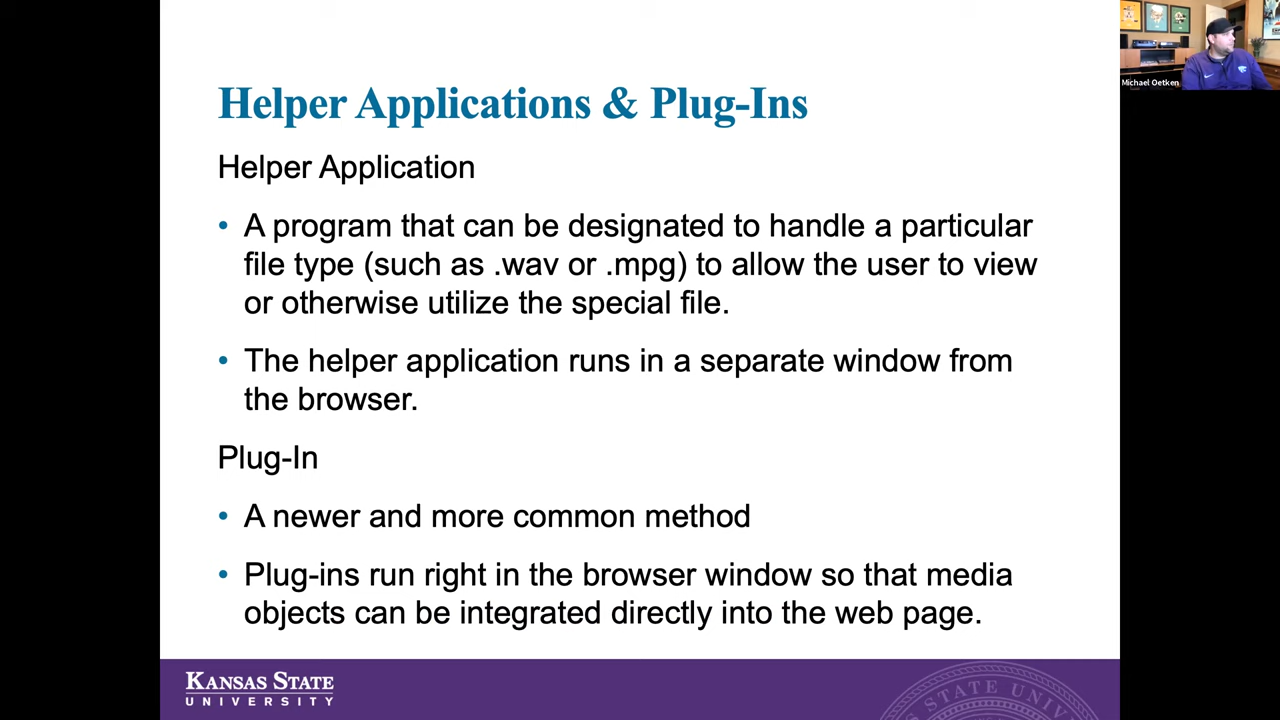 Helper Applications & Plug-Ins
Helper Application
• A program that can be designated to handle a particular
file type (such as .wav or .mpg) to allow the user to view
or otherwise utilize the special file.
• The helper application runs in a separate window from
the browser.
Plug-In
• A newer and more common method
• Plug-ins run right in the browser window so that media
objects can be integrated directly into the web page.
KANSAS STATE
UNIVERSITY
STATE UNIV
Michael Oetken